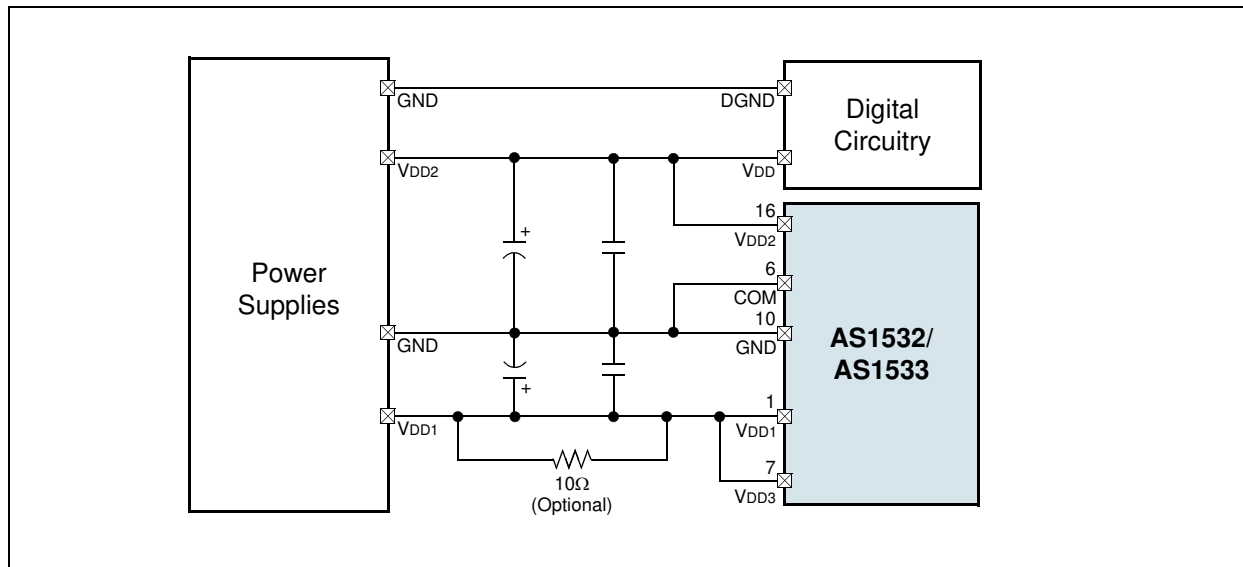 GND
DGND
Digital
Circuitry
VDD2
VDD
16
VDD2
+
6
COM
Power
Supplies
10
GND
GND
AS1532/
AS1533
+
1
VDD1
VDD1
10Ω
(Optional)
7
VDD3